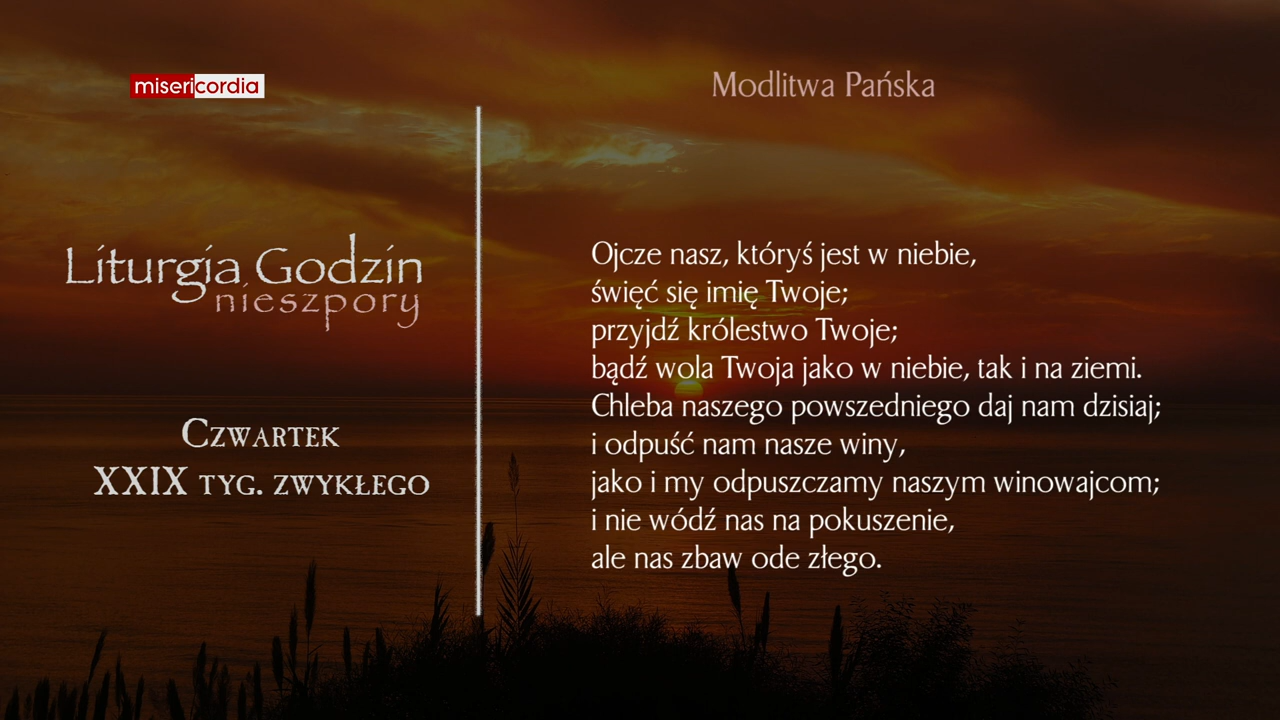 misericordia
Liturgia Godzin
nieszpory
Czwartek
XXIX tyg. zwykłego
Modlitwa Pańska
Ojcze nasz, któryś jest w niebie,
święć się imię Twoje;
przyjdź królestwo Twoje;
bądź wola Twoja jako w niebie, tak i na ziemi.
Chleba naszego powszedniego daj nam dzisiaj;
i odpuść nam nasze winy,
jako i my odpuszczamy naszym winowajcom;
i nie wódź nas na pokuszenie,
ale nas zbaw ode złego.